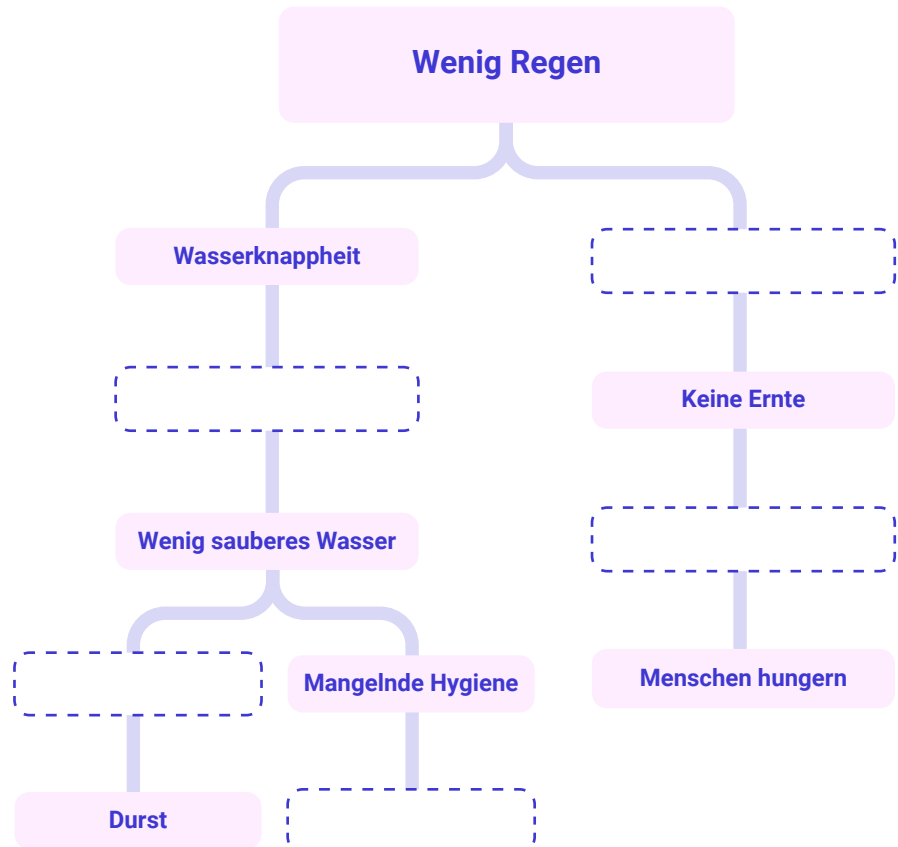 Wenig Regen
Wasserknappheit
Keine Ernte
Wenig sauberes Wasser
Mangelnde Hygiene
Menschen hungern
Durst